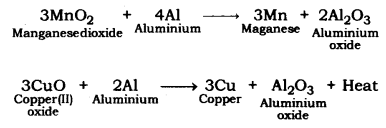 3MnO₂ + 4Al ⟶ 3Mn + 2Al₂O₃
Manganesedioxide Aluminium Maganese Aluminium
oxide
3CuO + 2Al ⟶ 3Cu + Al₂O₃ + Heat
Copper(II) Aluminium Copper Aluminium
oxide oxide